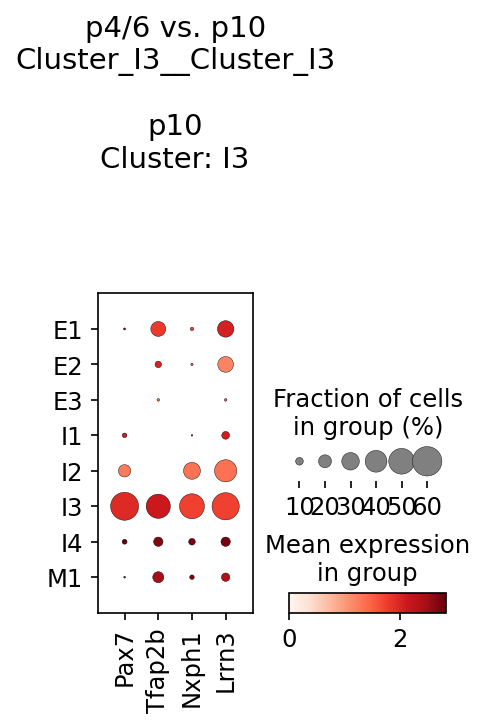 p4/6 vs. p10
Cluster_I3__Cluster_I3
p10
Cluster: I3
E1
E2
E3
I1
I2
I3
I4
M1
Pax7
Tfap2b
Nxph1
Lrrn3
Fraction of cells
in group (%)
10 20 30 40 50 60
Mean expression
in group
0 2